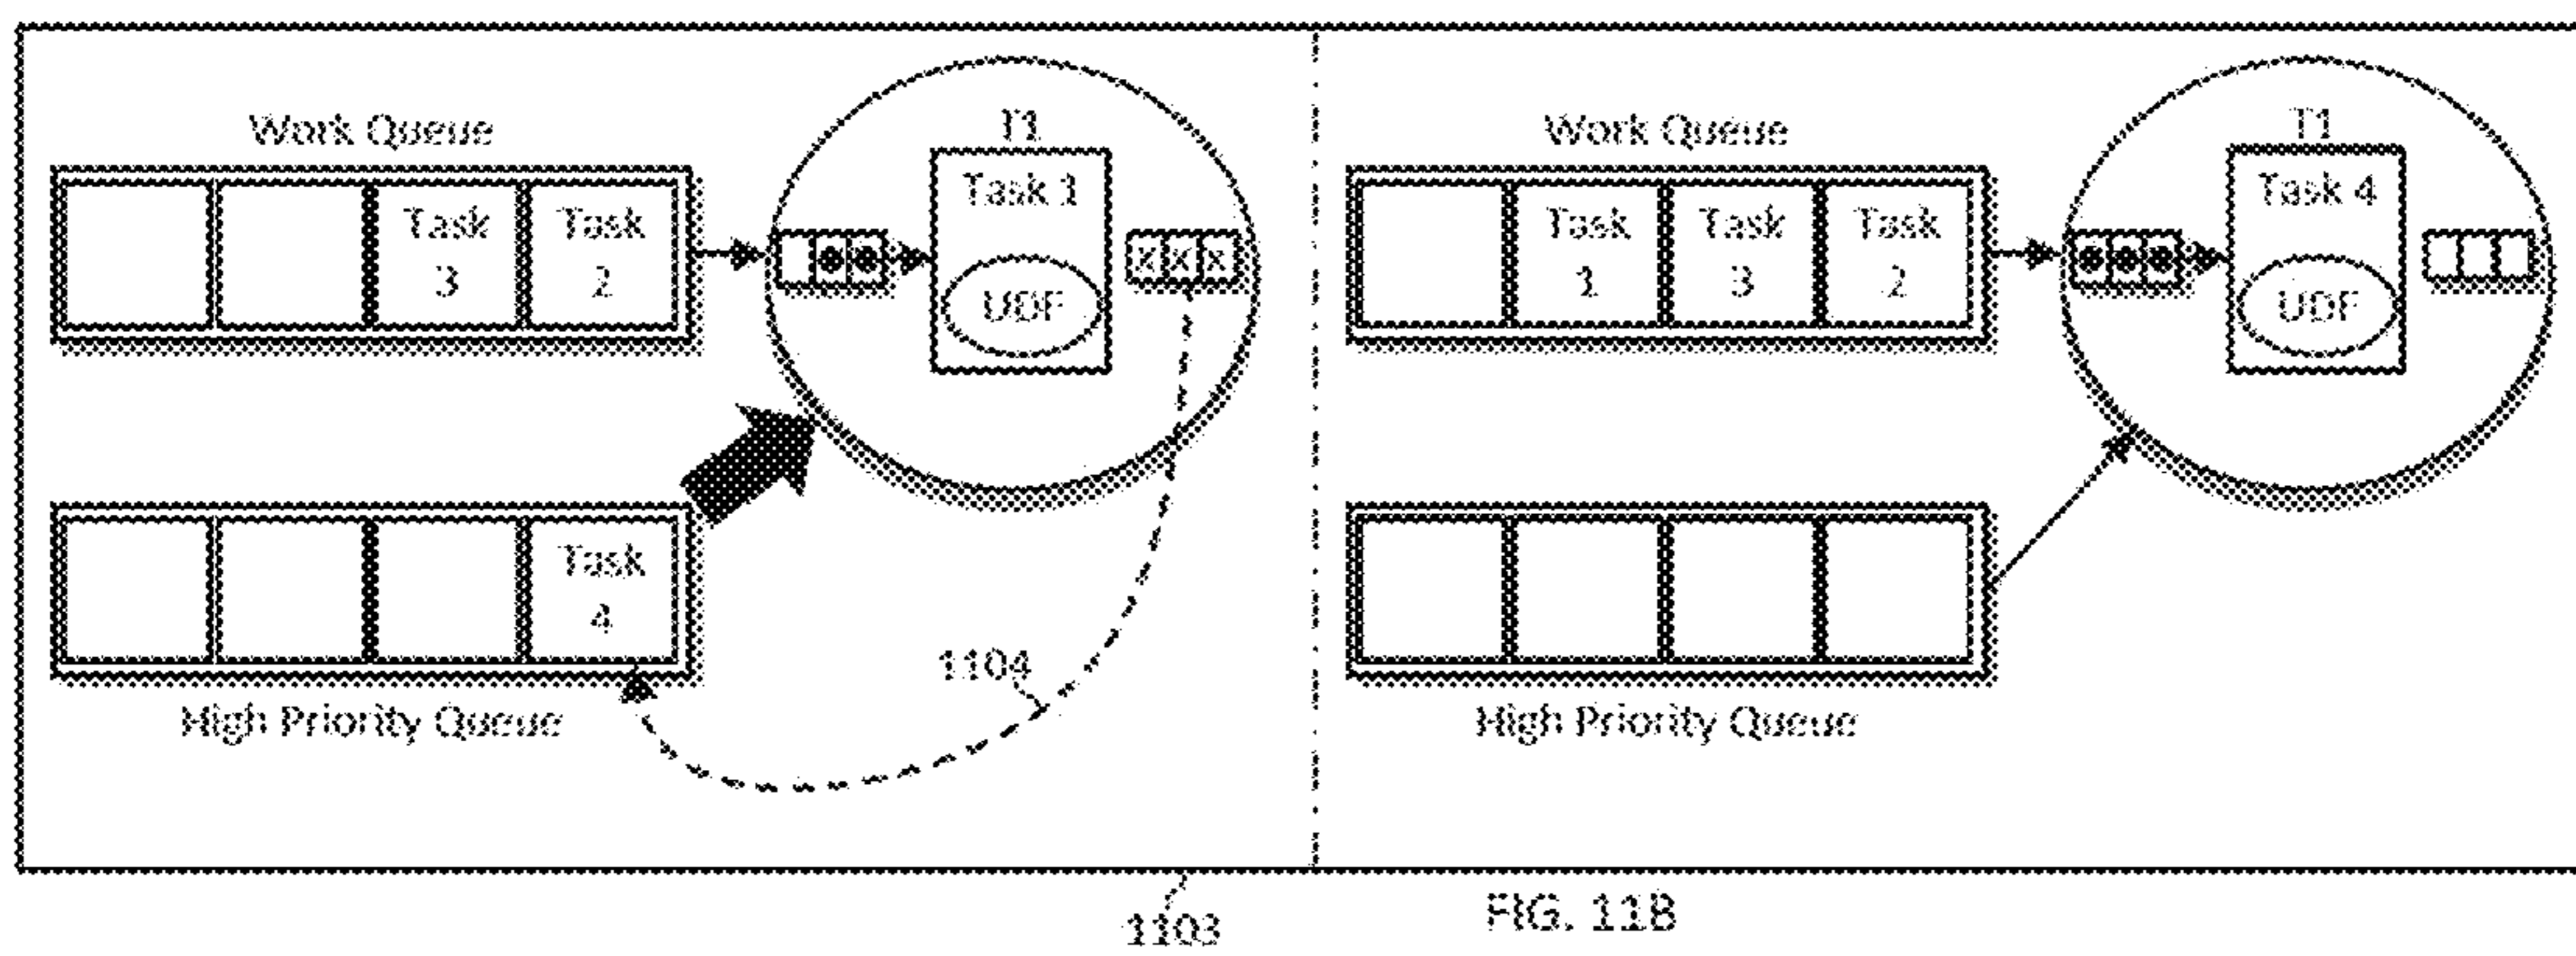 Work Queue
T1
Task 1
UDF
Task
3
Task
2
x x x
Task
4
High Priority Queue
1104
Work Queue
T1
Task 4
UDF
Task
1
Task
3
Task
2
High Priority Queue
1103
FIG. 11B